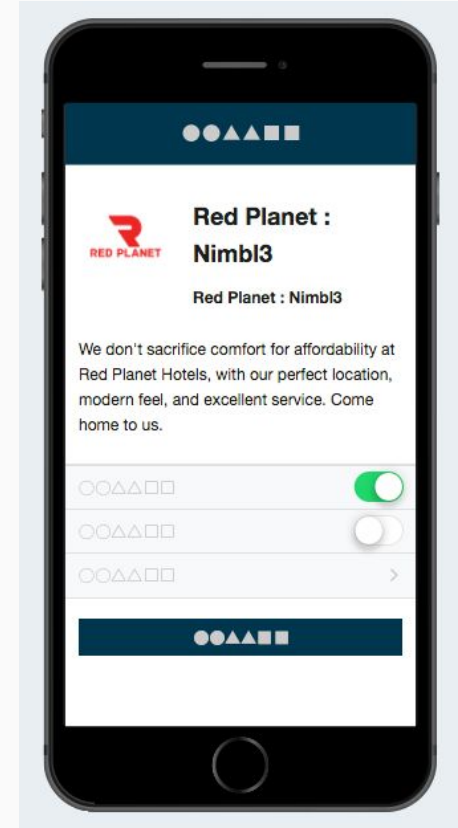 ●●▲▲■■
RED PLANET
Red Planet :
Nimbl3
Red Planet : Nimbl3
We don't sacrifice comfort for affordability at
Red Planet Hotels, with our perfect location,
modern feel, and excellent service. Come
home to us.
○○△△□□
○○△△□□
○○△△□□
●●▲▲■■